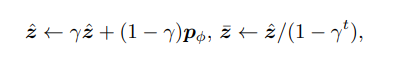 ẑ ← γẑ + (1 − γ)p_ϕ, z̄ ← ẑ/(1 − γ^t),